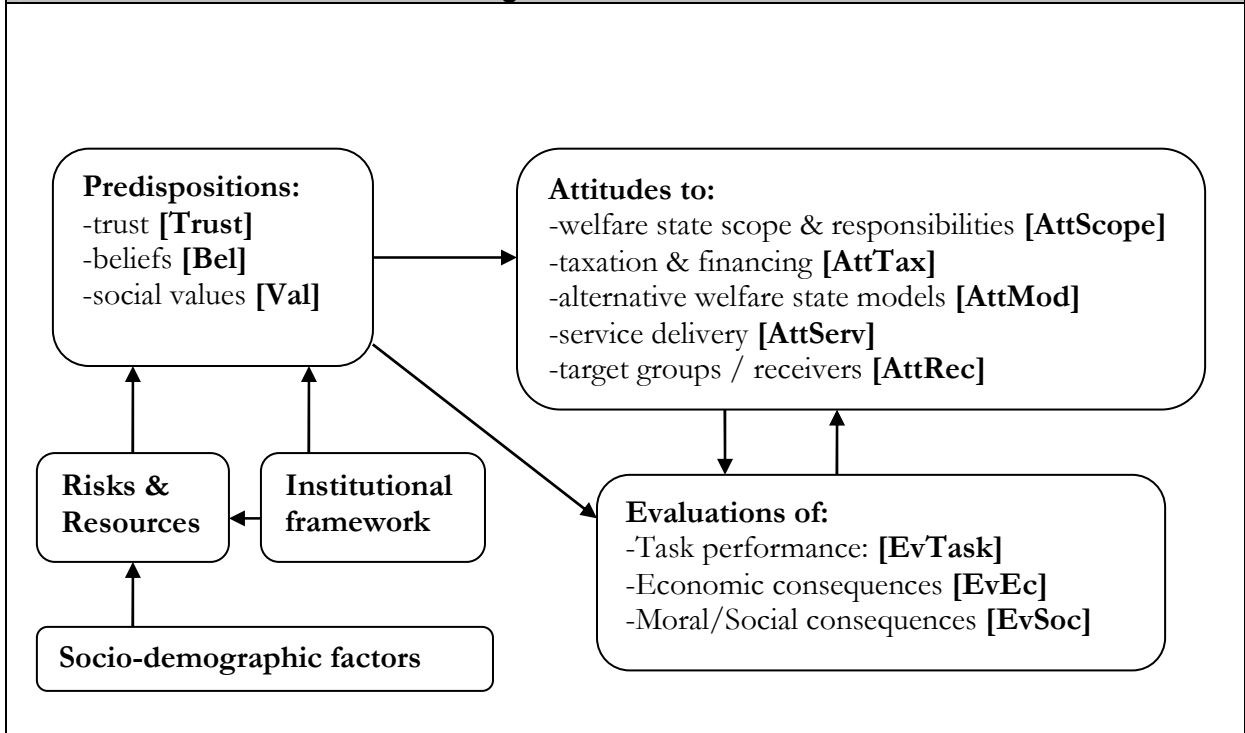 Predispositions:
-trust [Trust]
-beliefs [Bel]
-social values [Val]
Attitudes to:
-welfare state scope & responsibilities [AttScope]
-taxation & financing [AttTax]
-alternative welfare state models [AttMod]
-service delivery [AttServ]
-target groups / receivers [AttRec]
Risks &
Resources
Institutional
framework
Evaluations of:
-Task performance: [EvTask]
-Economic consequences [EvEc]
-Moral/Social consequences [EvSoc]
Socio-demographic factors